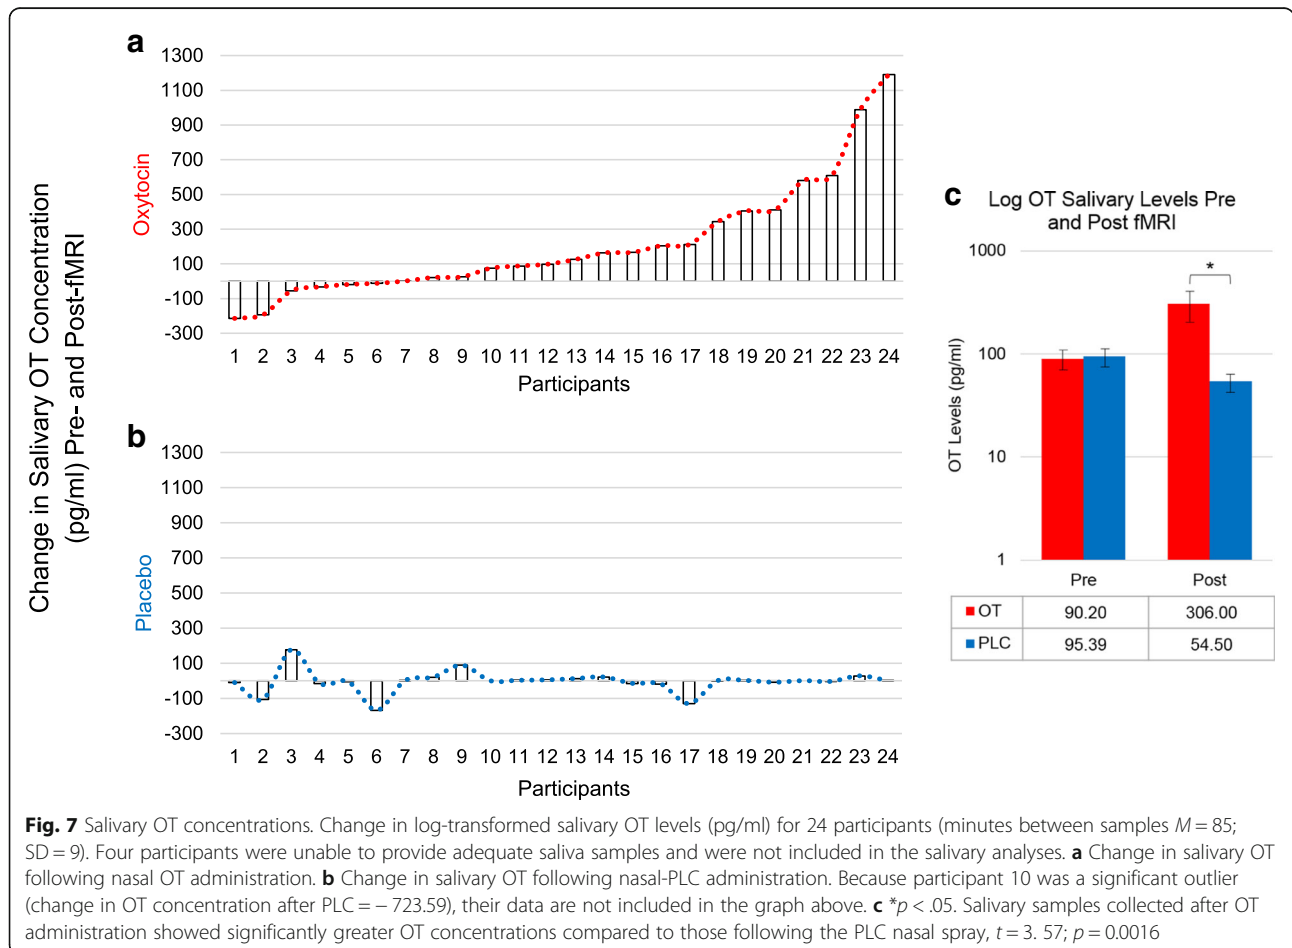 a
1300
1100
900
700
500
300
100
-100
-300
Oxytocin
1 2 3 4 5 6 7 8 9 10 11 12 13 14 15 16 17 18 19 20 21 22 23 24
Participants
Change in Salivary OT Concentration
(pg/ml) Pre- and Post-fMRI
b
1300
1100
900
700
500
300
100
-100
-300
Placebo
1 2 3 4 5 6 7 8 9 10 11 12 13 14 15 16 17 18 19 20 21 22 23 24
Participants
c
Log OT Salivary Levels Pre
and Post fMRI
1000
100
10
1
OT Levels (pg/ml)
*
Pre Post
OT 90.20 306.00
PLC 95.39 54.50
Fig. 7 Salivary OT concentrations. Change in log-transformed salivary OT levels (pg/ml) for 24 participants (minutes between samples M = 85;
SD = 9). Four participants were unable to provide adequate saliva samples and were not included in the salivary analyses. a Change in salivary OT
following nasal OT administration. b Change in salivary OT following nasal-PLC administration. Because participant 10 was a significant outlier
(change in OT concentration after PLC = − 723.59), their data are not included in the graph above. c *p < .05. Salivary samples collected after OT
administration showed significantly greater OT concentrations compared to those following the PLC nasal spray, t = 3. 57; p = 0.0016